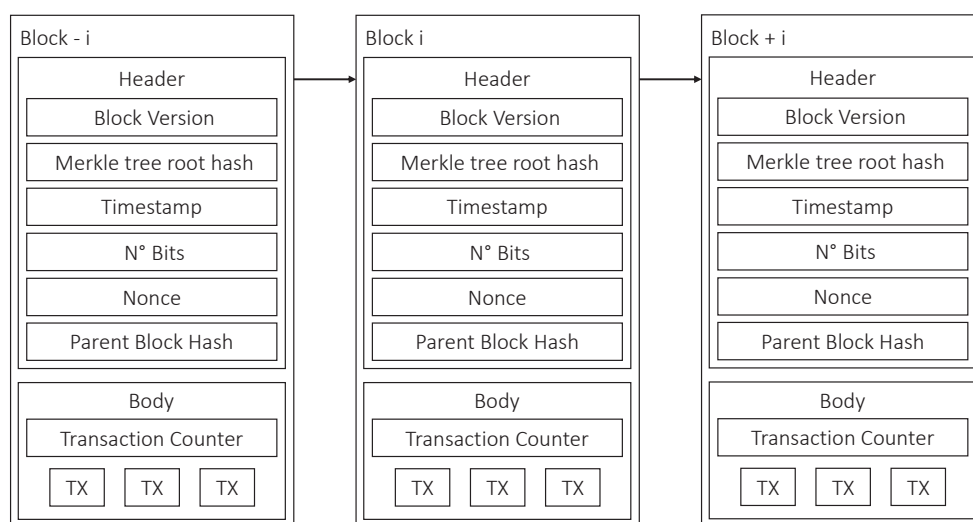 Block - i
Header
Block Version
Merkle tree root hash
Timestamp
N° Bits
Nonce
Parent Block Hash
Body
Transaction Counter
TX TX TX
Block i
Header
Block Version
Merkle tree root hash
Timestamp
N° Bits
Nonce
Parent Block Hash
Body
Transaction Counter
TX TX TX
Block + i
Header
Block Version
Merkle tree root hash
Timestamp
N° Bits
Nonce
Parent Block Hash
Body
Transaction Counter
TX TX TX